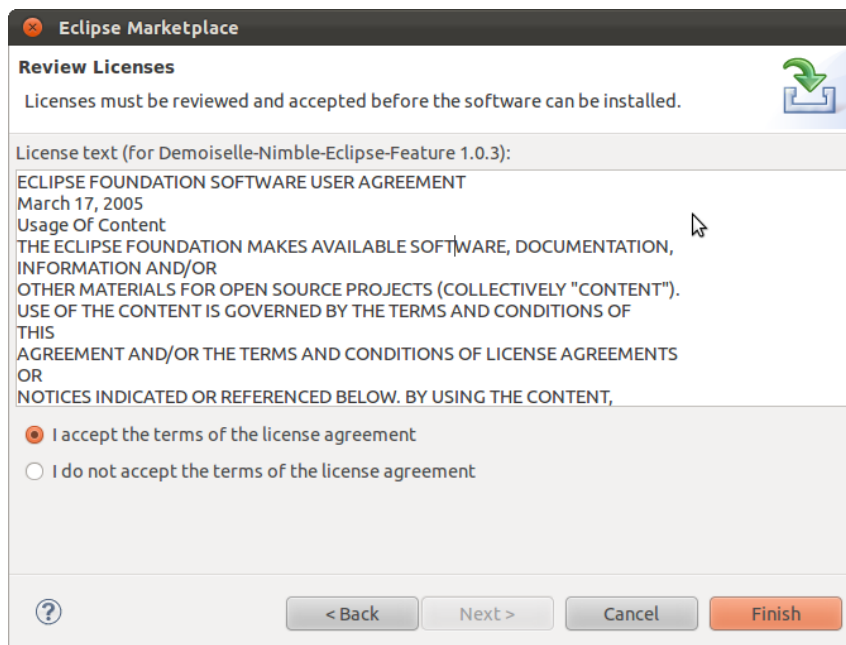 Eclipse Marketplace
Review Licenses
Licenses must be reviewed and accepted before the software can be installed.
License text (for Demoiselle-Nimble-Eclipse-Feature 1.0.3):
ECLIPSE FOUNDATION SOFTWARE USER AGREEMENT
March 17, 2005
Usage Of Content
THE ECLIPSE FOUNDATION MAKES AVAILABLE SOFTWARE, DOCUMENTATION,
INFORMATION AND/OR
OTHER MATERIALS FOR OPEN SOURCE PROJECTS (COLLECTIVELY "CONTENT").
USE OF THE CONTENT IS GOVERNED BY THE TERMS AND CONDITIONS OF
THIS
AGREEMENT AND/OR THE TERMS AND CONDITIONS OF LICENSE AGREEMENTS
OR
NOTICES INDICATED OR REFERENCED BELOW. BY USING THE CONTENT,
I accept the terms of the license agreement
I do not accept the terms of the license agreement
? < Back Next > Cancel Finish